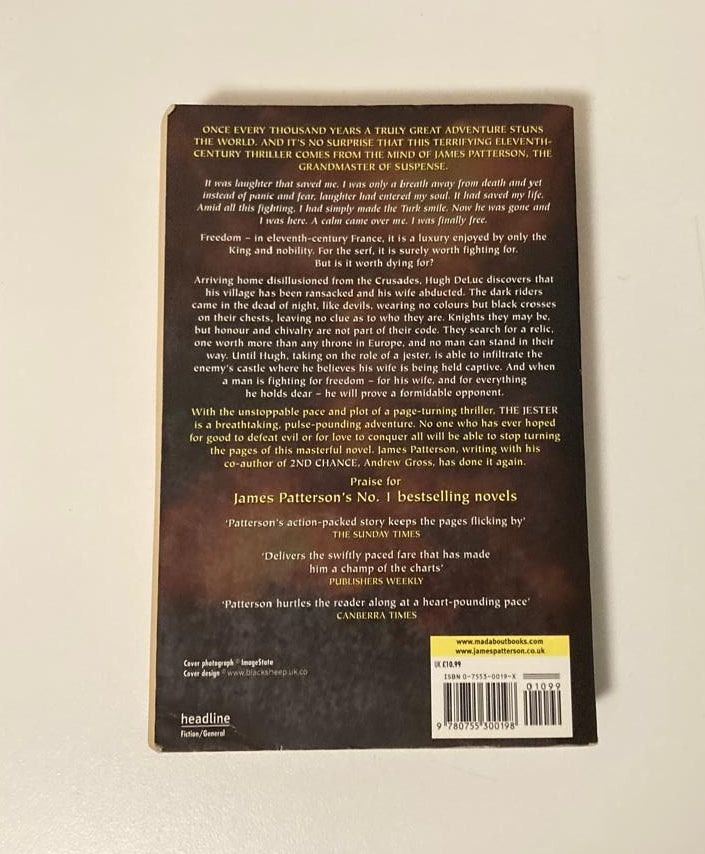 ONCE EVERY THOUSAND YEARS A TRULY GREAT ADVENTURE STUNS
THE WORLD. AND IT'S NO SURPRISE THAT THIS TERRIFYING ELEVENTH-
CENTURY THRILLER COMES FROM THE MIND OF JAMES PATTERSON, THE
GRANDMASTER OF SUSPENSE.
It was laughter that saved me. I was only a breath away from death and yet
instead of panic and fear, laughter had entered my soul. It had saved my life.
Amid all this fighting, I had simply made the Turk smile. Now he was gone and
I was here. A calm came over me. I was finally free.
Freedom – in eleventh-century France, it is a luxury enjoyed by only the
King and nobility. For the serf, it is surely worth fighting for.
But is it worth dying for?
Arriving home disillusioned from the Crusades, Hugh DeLuc discovers that
his village has been ransacked and his wife abducted. The dark riders
came in the dead of night, like devils, wearing no colours but black crosses
on their chests, leaving no clue as to who they are. Knights they may be,
but honour and chivalry are not part of their code. They search for a relic,
one worth more than any throne in Europe, and no man can stand in their
way. Until Hugh, taking on the role of a jester, is able to infiltrate the
enemy's castle where he believes his wife is being held captive. And when
a man is fighting for freedom – for his wife, and for everything
he holds dear – he will prove a formidable opponent.
With the unstoppable pace and plot of a page-turning thriller, THE JESTER
is a breathtaking, pulse-pounding adventure. No one who has ever hoped
for good to defeat evil or for love to conquer all will be able to stop turning
the pages of this masterful novel. James Patterson, writing with his
co-author of 2ND CHANCE, Andrew Gross, has done it again.
Praise for
James Patterson's No. 1 bestselling novels
'Patterson's action-packed story keeps the pages flicking by'
THE SUNDAY TIMES
'Delivers the swiftly paced fare that has made
him a champ of the charts'
PUBLISHERS WEEKLY
'Patterson hurtles the reader along at a heart-pounding pace'
CANBERRA TIMES
www.madaboutbooks.com
www.jamespatterson.co.uk
UK £10.99
ISBN 0-7553-0019-X
01099
9 780755 300198
Cover photograph © ImageState
Cover design © www.blacksheep.uk.co
headline
Fiction/General